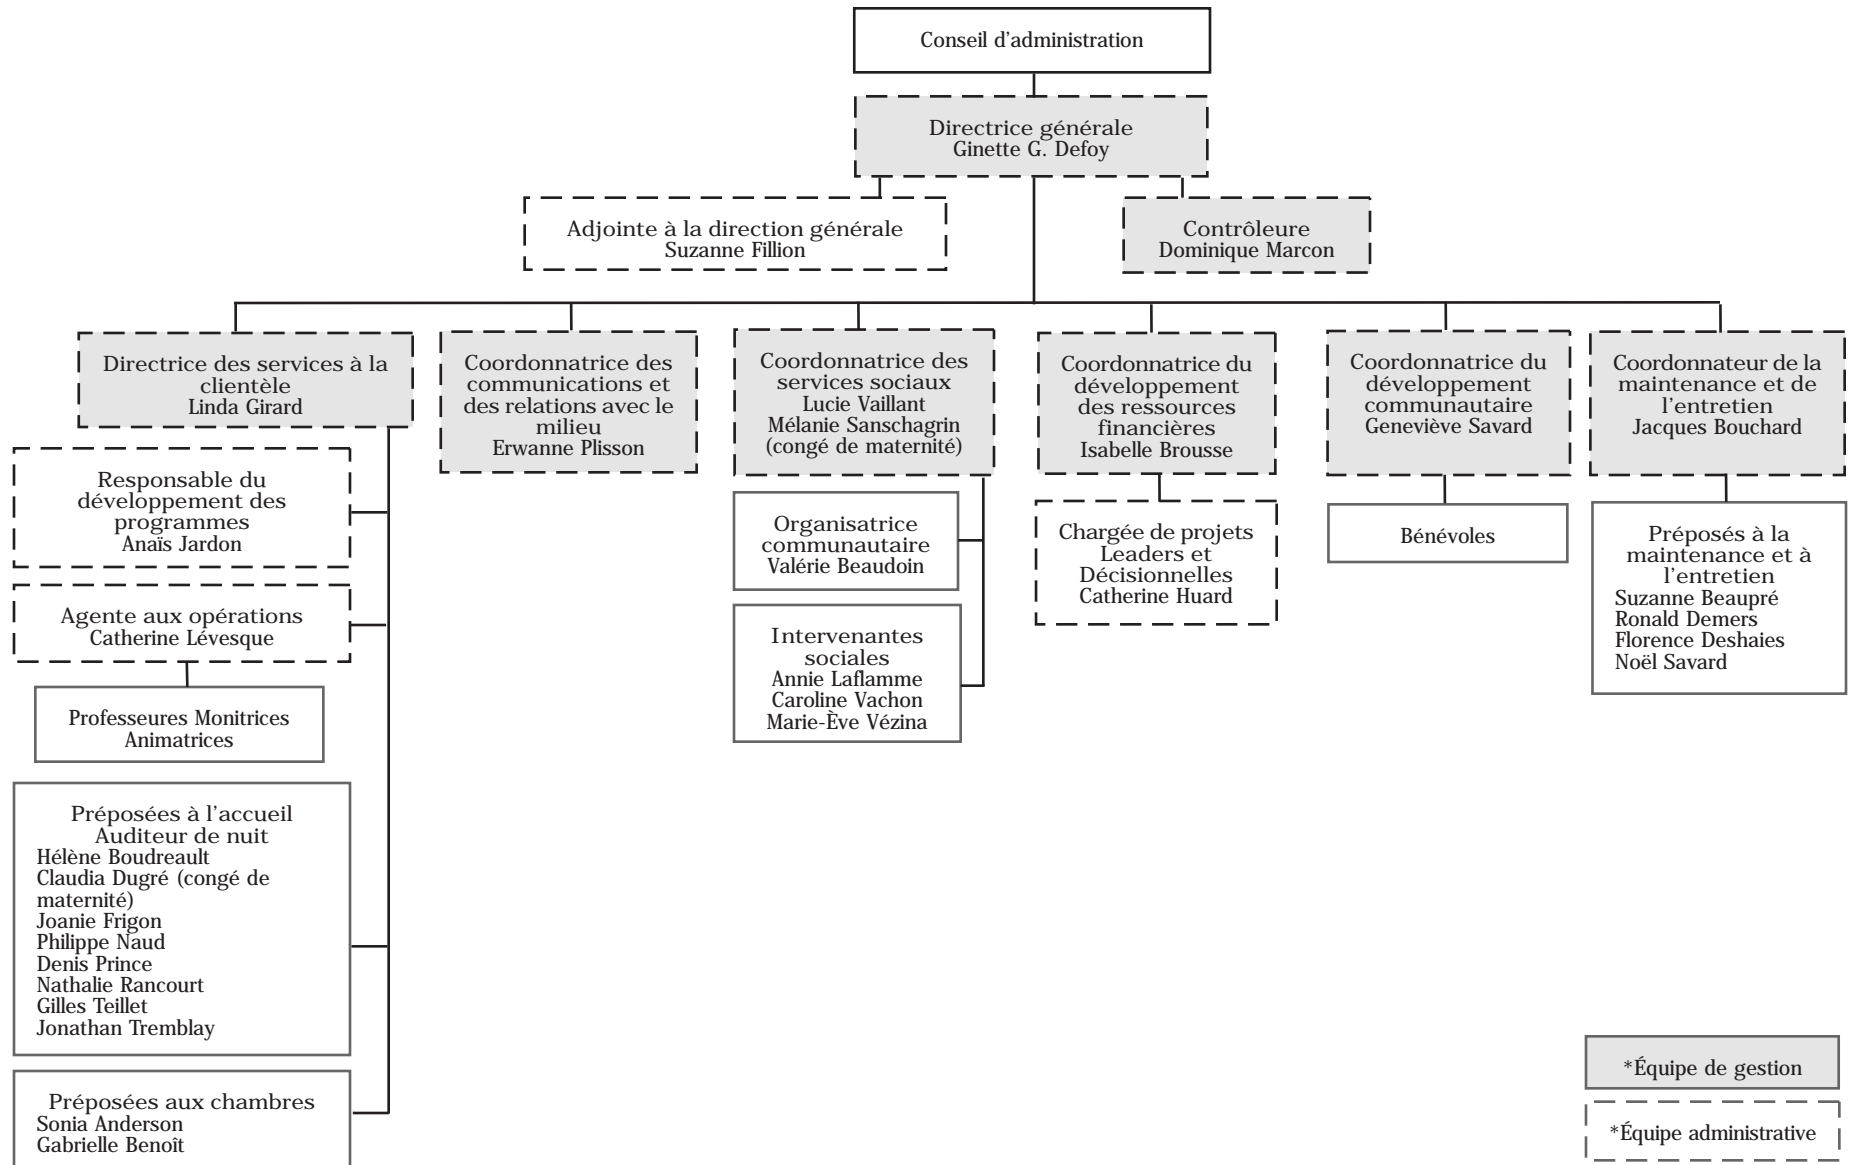 Conseil d'administration
Directrice générale
Ginette G. Defoy
Adjointe à la direction générale
Suzanne Fillion
Contrôleure
Dominique Marcon
Directrice des services à la
clientèle
Linda Girard
Coordonnatrice des
communications et
des relations avec le
milieu
Erwanne Plisson
Coordonnatrice des
services sociaux
Lucie Vaillant
Mélanie Sanschagrin
(congé de maternité)
Coordonnatrice du
développement
des ressources
financières
Isabelle Brousse
Coordonnatrice du
développement
communautaire
Geneviève Savard
Coordonnateur de la
maintenance et de
l'entretien
Jacques Bouchard
Responsable du
développement des
programmes
Anaïs Jardon
Agente aux opérations
Catherine Lévesque
Professeures Monitrices
Animatrices
Préposées à l'accueil
Auditeur de nuit
Hélène Boudreault
Claudia Dugré (congé de
maternité)
Joanie Frigon
Philippe Naud
Denis Prince
Nathalie Rancourt
Gilles Teillet
Jonathan Tremblay
Préposées aux chambres
Sonia Anderson
Gabrielle Benoît
Organisatrice
communautaire
Valérie Beaudoin
Intervenantes
sociales
Annie Laflamme
Caroline Vachon
Marie-Ève Vézina
Chargée de projets
Leaders et
Décisionnelles
Catherine Huard
Bénévoles
Préposés à la
maintenance et à
l'entretien
Suzanne Beaupré
Ronald Demers
Florence Deshaies
Noël Savard
*Équipe de gestion
*Équipe administrative